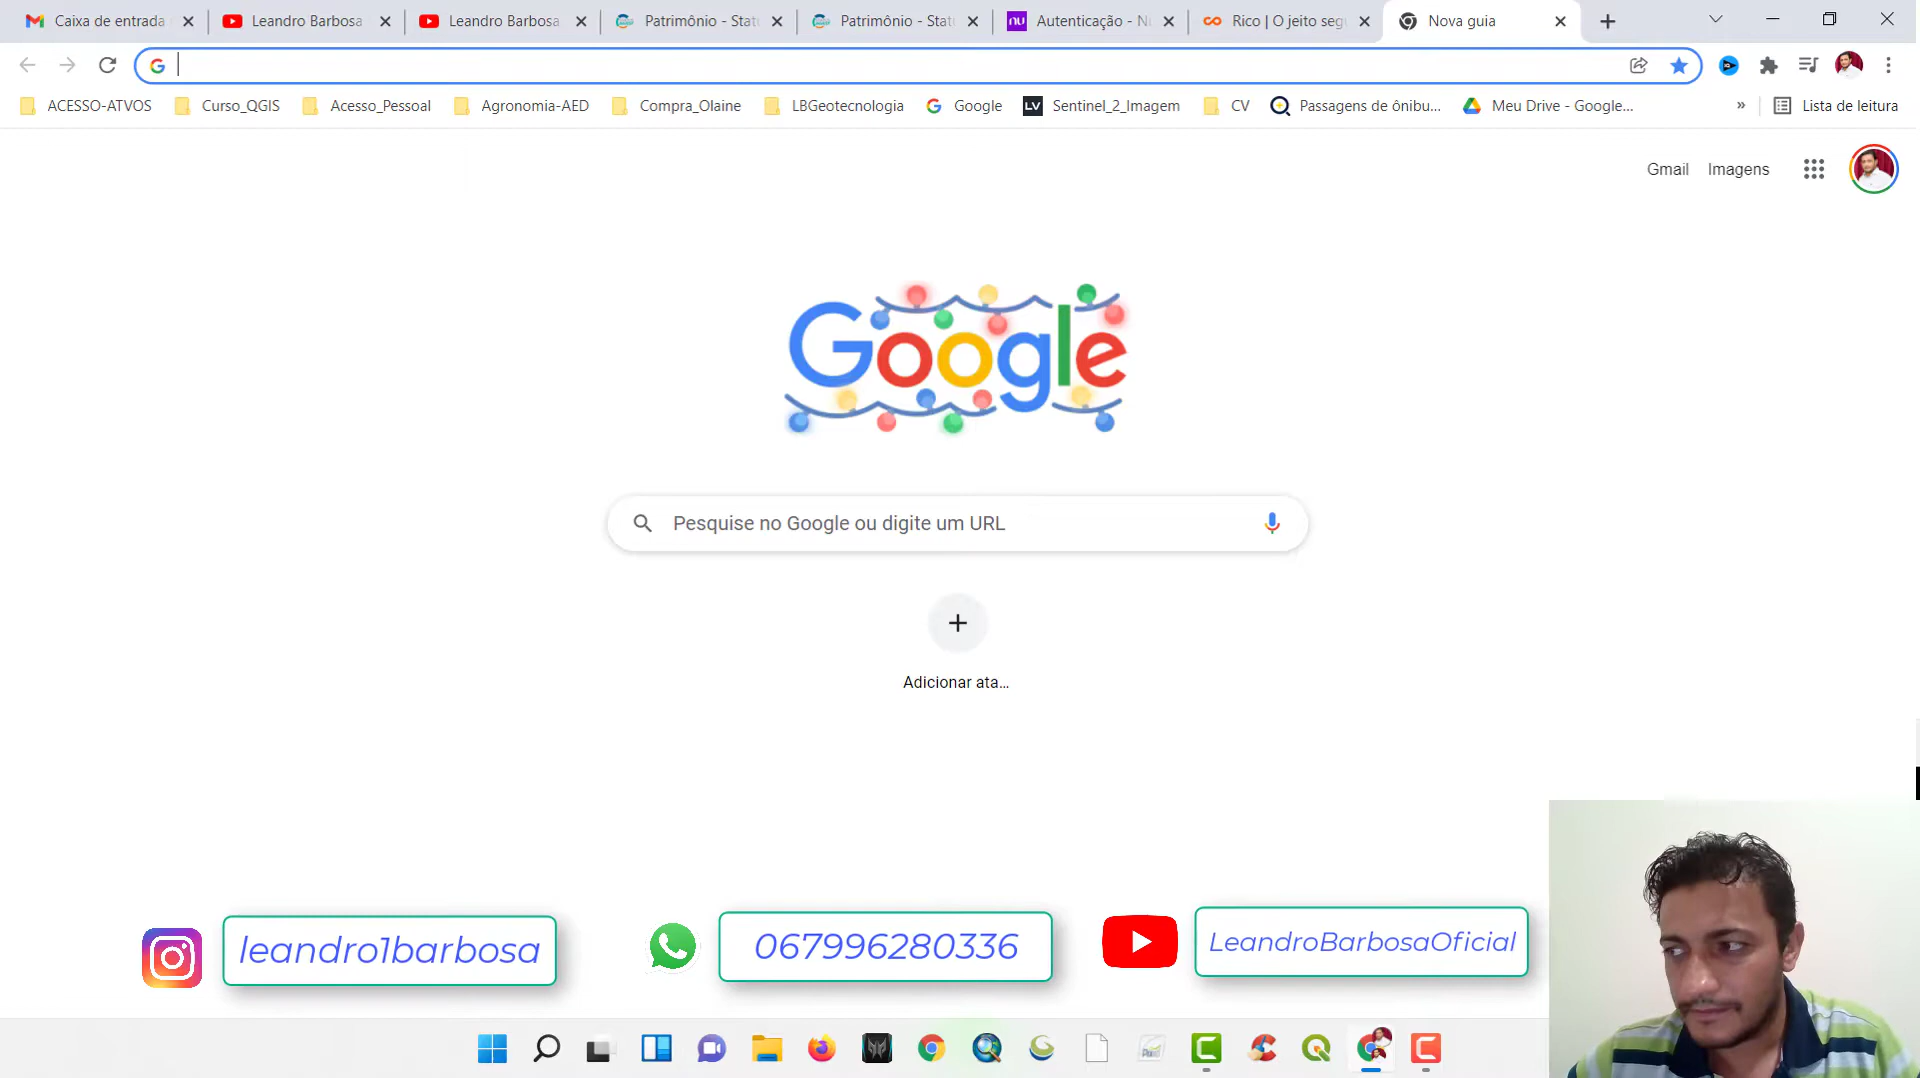 Caixa de entrada
Leandro Barbosa
Leandro Barbosa
Patrimônio - Stat
Patrimônio - Stat
Autenticação - N
Rico | O jeito seg
Nova guia
ACESSO-ATVOS
Curso_QGIS
Acesso_Pessoal
Agronomia-AED
Compra_Olaine
LBGeotecnologia
Google
LV Sentinel_2_Imagem
CV
Passagens de ônibu...
Meu Drive - Google...
»
Lista de leitura
Gmail
Imagens
Google
Pesquise no Google ou digite um URL
Adicionar ata...
leandro1barbosa
067996280336
LeandroBarbosaOficial